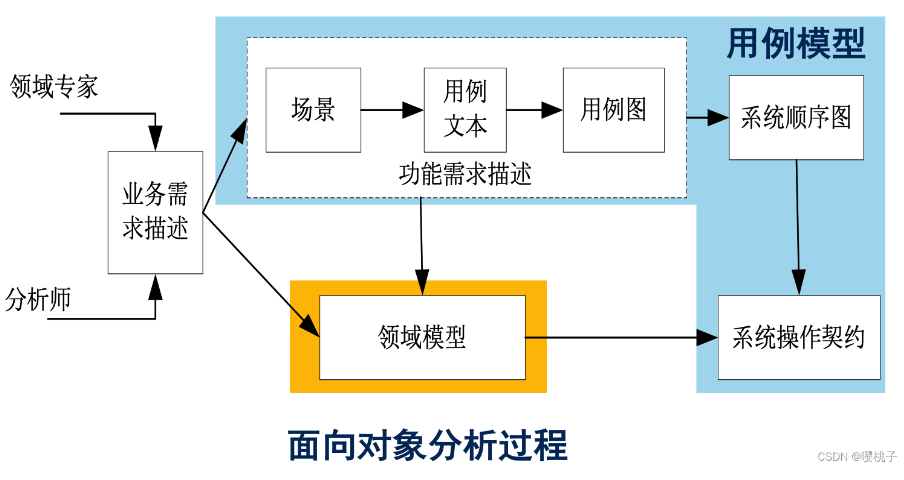 用例模型
领域专家
场景
用例
文本
用例图
系统顺序图
功能需求描述
业务需
求描述
分析师
领域模型
系统操作契约
面向对象分析过程
CSDN @嘤桃子